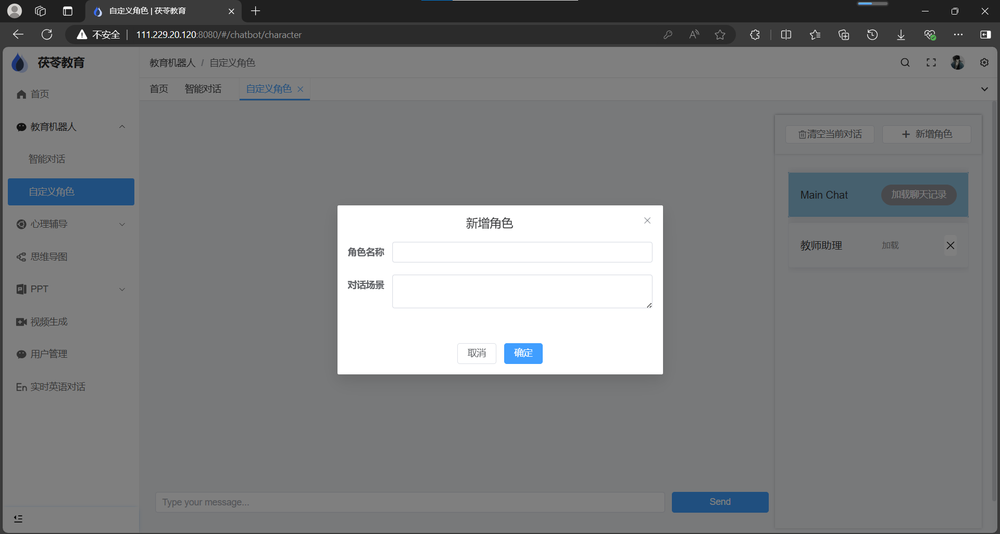 自定义角色 | 茯苓教育
不安全 | 111.229.20.120:8080/#/chatbot/character
茯苓教育
教育机器人 / 自定义角色
首页 智能对话 自定义角色
首页
教育机器人
智能对话
自定义角色
心理辅导
思维导图
PPT
视频生成
用户管理
En 实时英语对话
清空当前对话 新增角色
Main Chat 加载聊天记录
教师助理 加载
新增角色
角色名称
对话场景
取消 确定
Type your message... Send